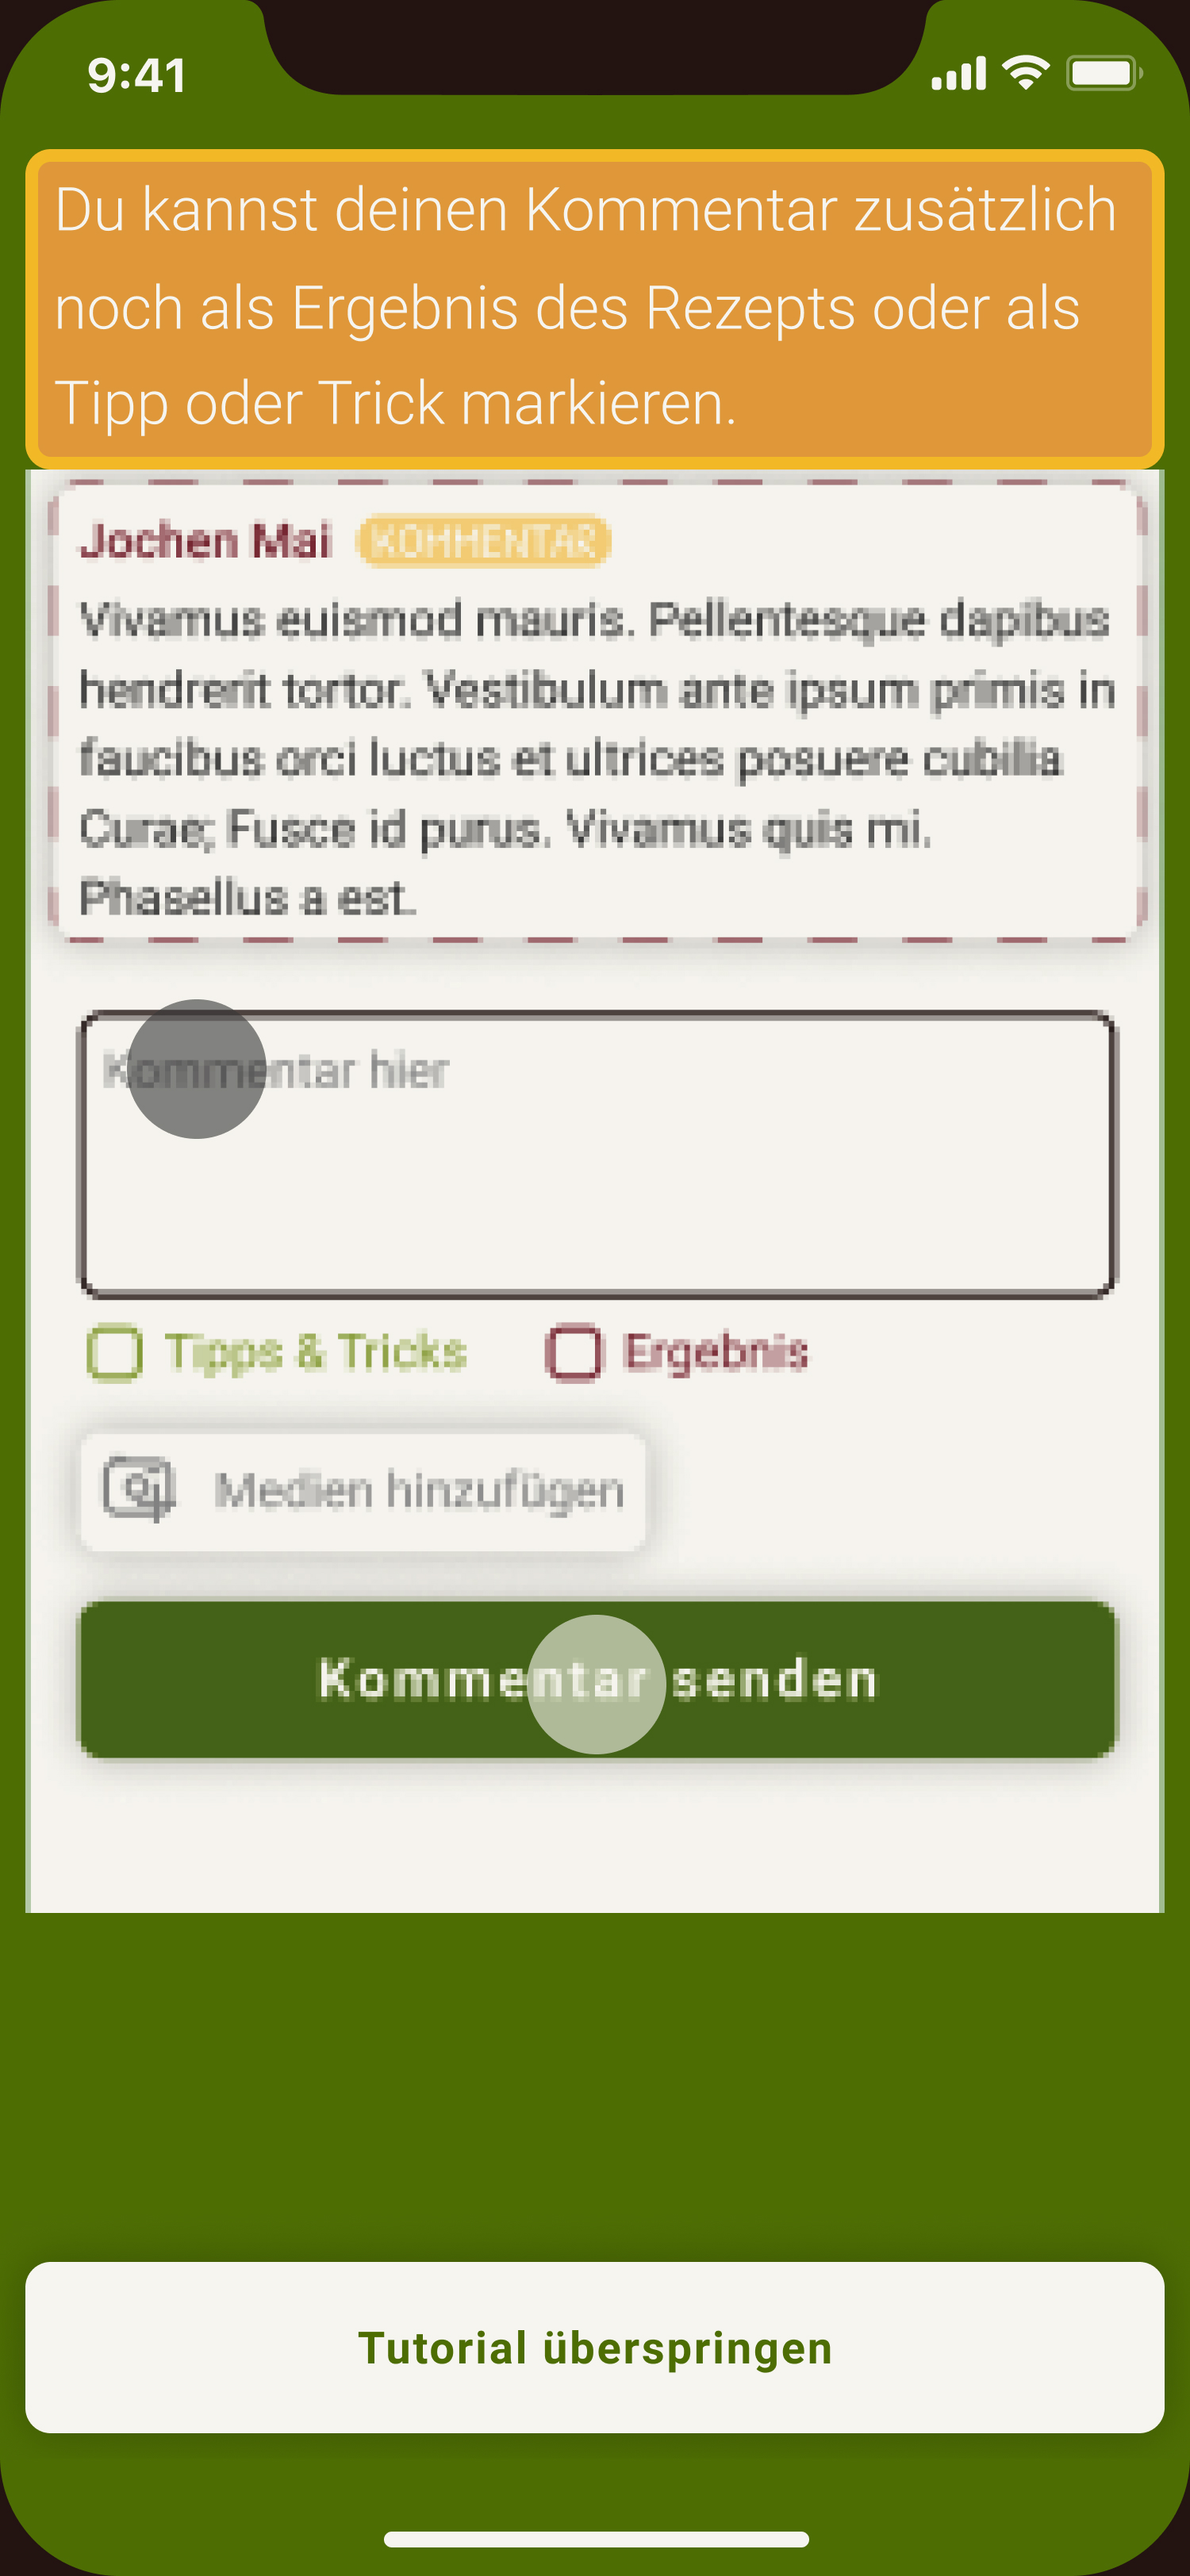 9:41
Du kannst deinen Kommentar zusätzlich
noch als Ergebnis des Rezepts oder als
Tipp oder Trick markieren.
Jochen Mai KOMMENTAR
Vivamus euismod mauris. Pellentesque dapibus
hendrerit tortor. Vestibulum ante ipsum primis in
faucibus orci luctus et ultrices posuere cubilia
Curae; Fusce id purus. Vivamus quis mi.
Phasellus a est.
Kommentar hier
Tipps & Tricks Ergebnis
Medien hinzufügen
Kommentar senden
Tutorial überspringen